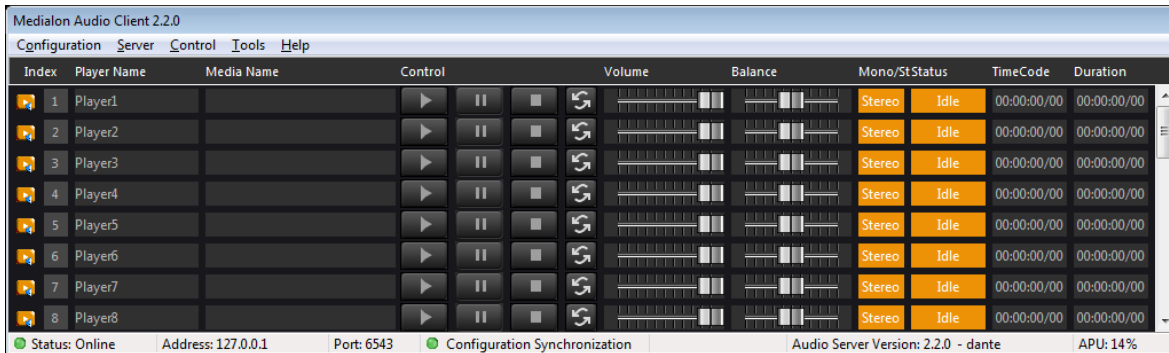 Medialon Audio Client 2.2.0
Configuration Server Control Tools Help
Index Player Name Media Name Control Volume Balance Mono/St Status TimeCode Duration
1 Player1 Stereo Idle 00:00:00/00 00:00:00/00
2 Player2 Stereo Idle 00:00:00/00 00:00:00/00
3 Player3 Stereo Idle 00:00:00/00 00:00:00/00
4 Player4 Stereo Idle 00:00:00/00 00:00:00/00
5 Player5 Stereo Idle 00:00:00/00 00:00:00/00
6 Player6 Stereo Idle 00:00:00/00 00:00:00/00
7 Player7 Stereo Idle 00:00:00/00 00:00:00/00
8 Player8 Stereo Idle 00:00:00/00 00:00:00/00
Status: Online Address: 127.0.0.1 Port: 6543 Configuration Synchronization Audio Server Version: 2.2.0 - dante APU: 14%